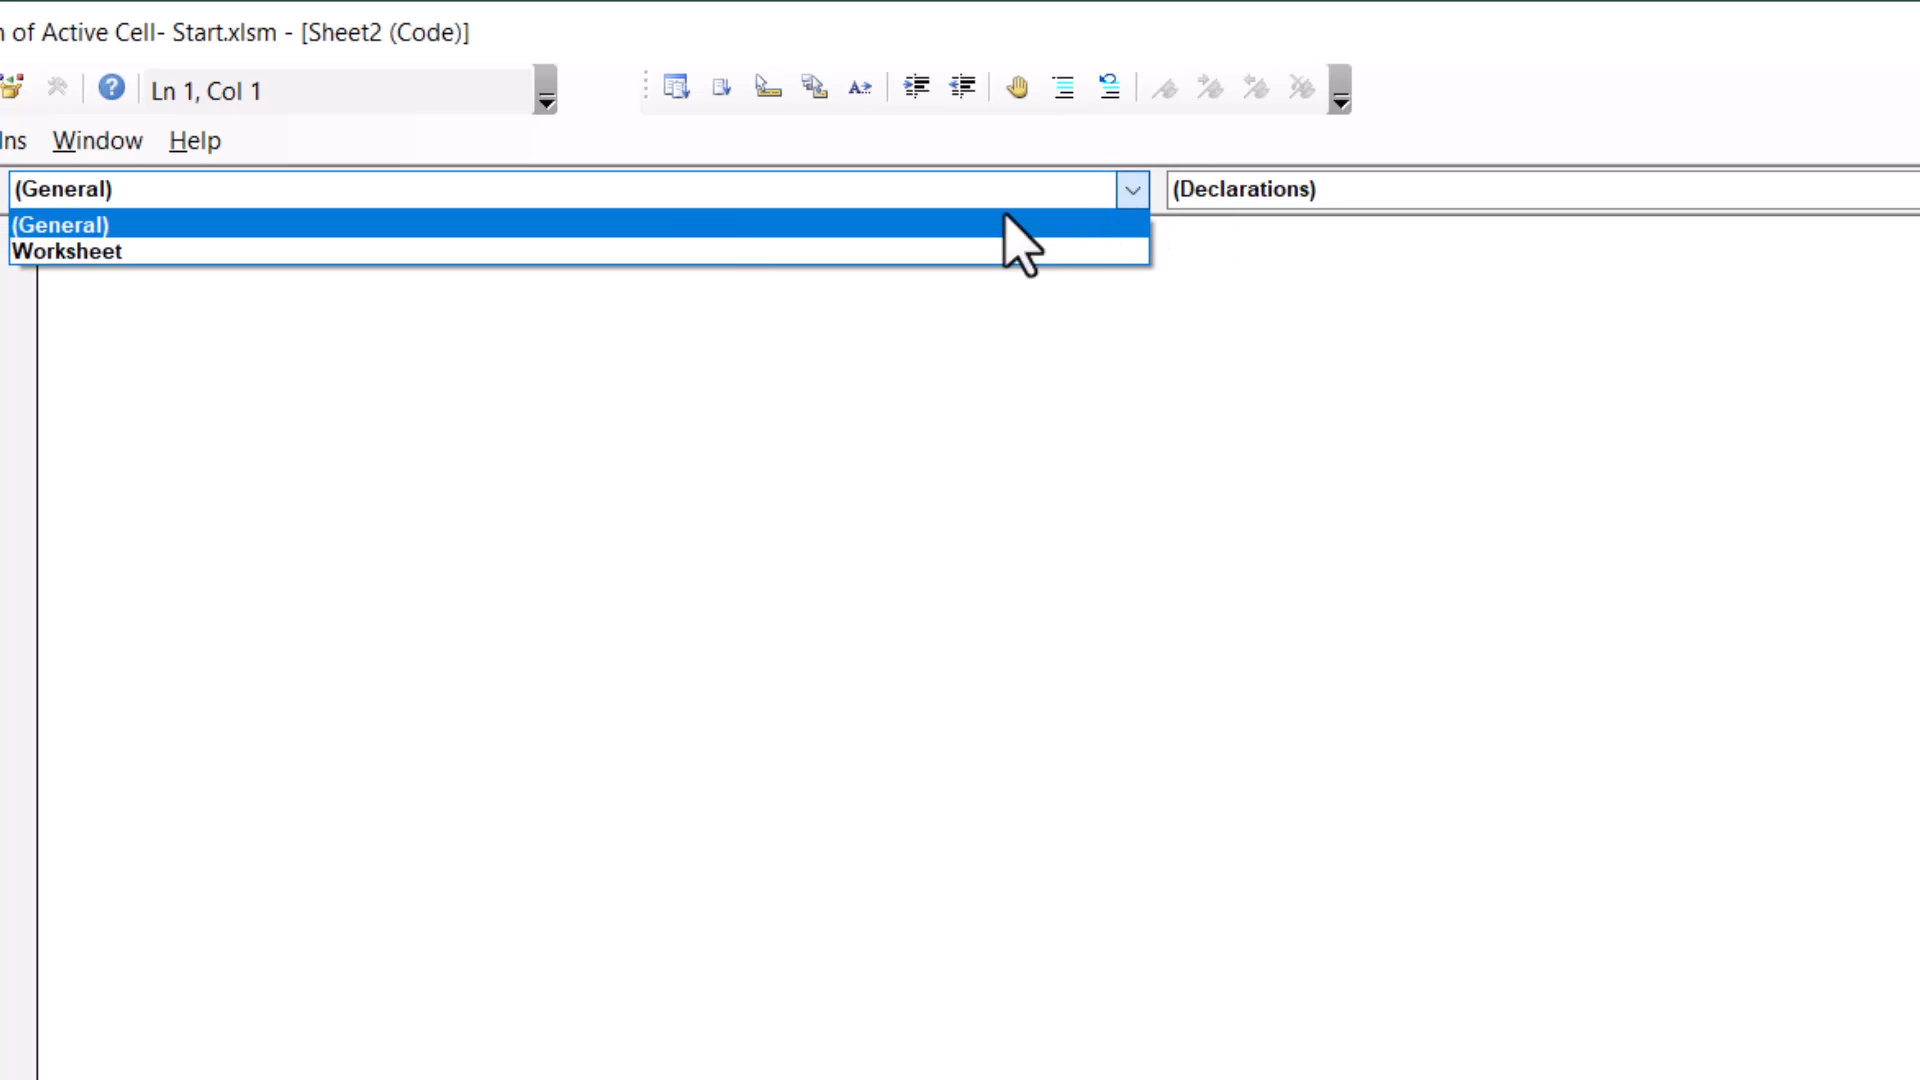 n of Active Cell- Start.xlsm - [Sheet2 (Code)]
Ln 1, Col 1
Ins Window Help
(General) (Declarations)
(General)
Worksheet